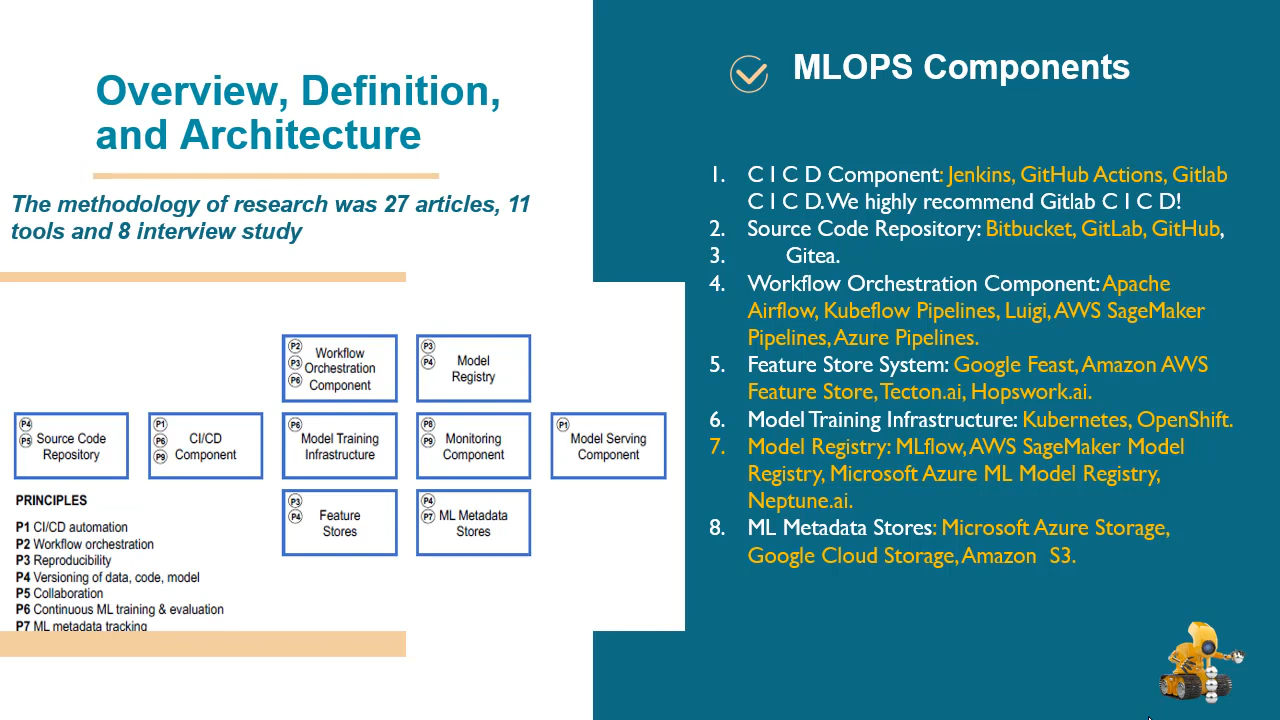 Overview, Definition,
and Architecture
The methodology of research was 27 articles, 11
tools and 8 interview study
P2
P3
P6
Workflow
Orchestration
Component
P3
P4
Model
Registry
P4
P5
Source Code
Repository
P1
P6
P9
CI/CD
Component
P6
Model Training
Infrastructure
P8
P9
Monitoring
Component
P1
Model Serving
Component
P3
P4
Feature
Stores
P4
P7
ML Metadata
Stores
PRINCIPLES
P1 CI/CD automation
P2 Workflow orchestration
P3 Reproducibility
P4 Versioning of data, code, model
P5 Collaboration
P6 Continuous ML training & evaluation
P7 ML metadata tracking
MLOPS Components
1. C I C D Component: Jenkins, GitHub Actions, Gitlab
C I C D. We highly recommend Gitlab C I C D!
2. Source Code Repository: Bitbucket, GitLab, GitHub,
3. Gitea.
4. Workflow Orchestration Component: Apache
Airflow, Kubeflow Pipelines, Luigi, AWS SageMaker
Pipelines, Azure Pipelines.
5. Feature Store System: Google Feast, Amazon AWS
Feature Store, Tecton.ai, Hopswork.ai.
6. Model Training Infrastructure: Kubernetes, OpenShift.
7. Model Registry: MLflow, AWS SageMaker Model
Registry, Microsoft Azure ML Model Registry,
Neptune.ai.
8. ML Metadata Stores: Microsoft Azure Storage,
Google Cloud Storage, Amazon S3.